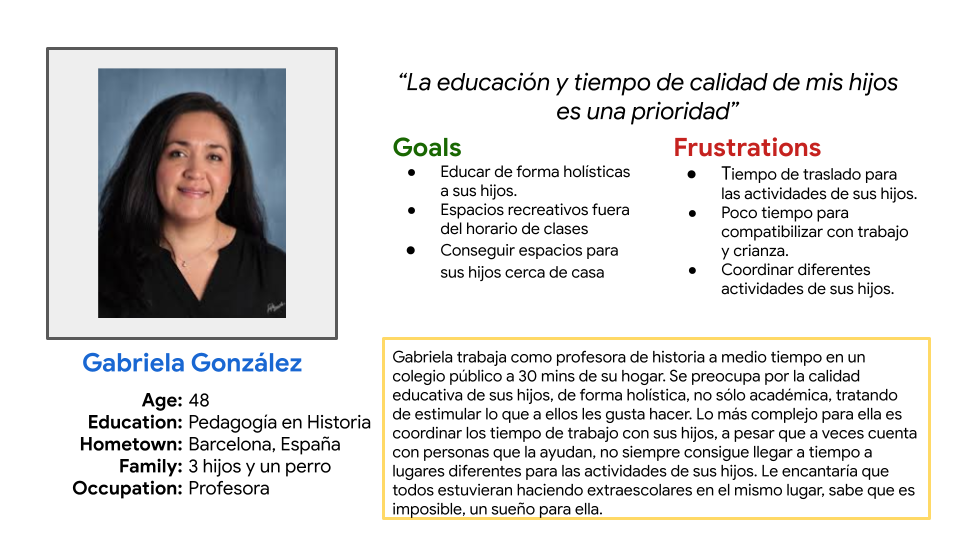 “La educación y tiempo de calidad de mis hijos
es una prioridad”
Goals
● Educar de forma holísticas
a sus hijos.
● Espacios recreativos fuera
del horario de clases
● Conseguir espacios para
sus hijos cerca de casa
Frustrations
● Tiempo de traslado para
las actividades de sus hijos.
● Poco tiempo para
compatibilizar con trabajo
y crianza.
● Coordinar diferentes
actividades de sus hijos.
Gabriela González
Age: 48
Education: Pedagogía en Historia
Hometown: Barcelona, España
Family: 3 hijos y un perro
Occupation: Profesora
Gabriela trabaja como profesora de historia a medio tiempo en un
colegio público a 30 mins de su hogar. Se preocupa por la calidad
educativa de sus hijos, de forma holística, no sólo académica, tratando
de estimular lo que a ellos les gusta hacer. Lo más complejo para ella es
coordinar los tiempo de trabajo con sus hijos, a pesar que a veces cuenta
con personas que la ayudan, no siempre consigue llegar a tiempo a
lugares diferentes para las actividades de sus hijos. Le encantaría que
todos estuvieran haciendo extraescolares en el mismo lugar, sabe que es
imposible, un sueño para ella.